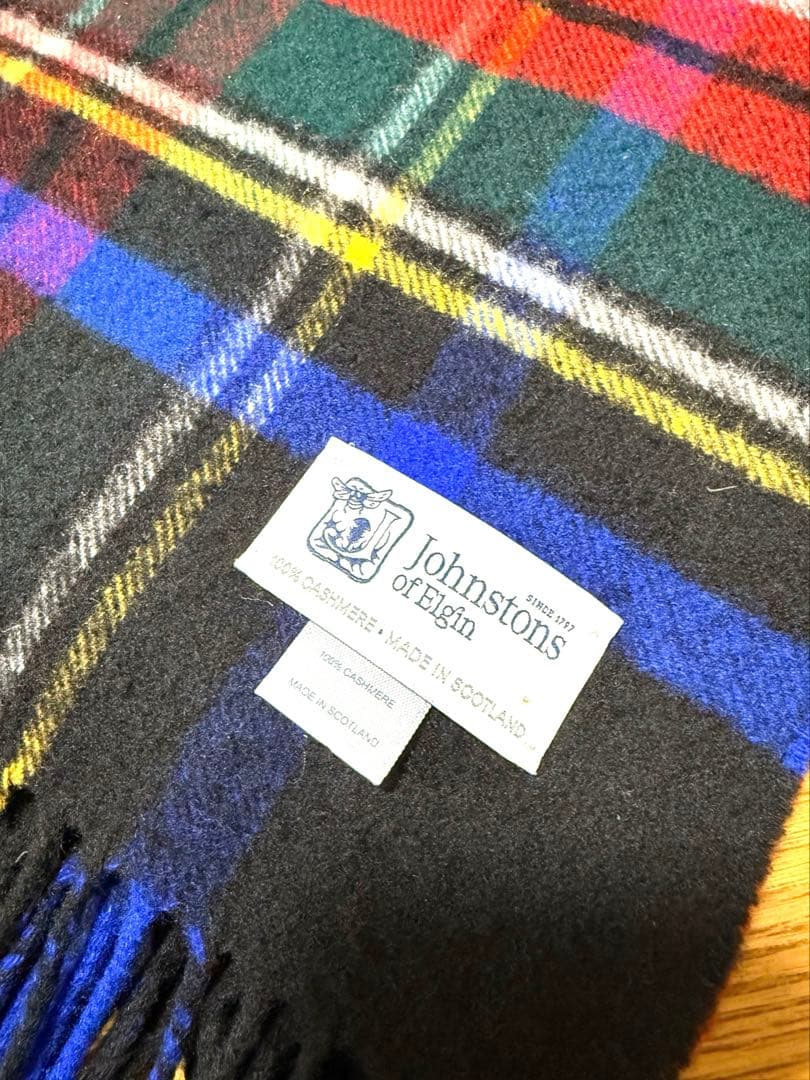 Johnstons
of Elgin
SINCE 1797
100% CASHMERE • MADE IN SCOTLAND
100% CASHMERE
MADE IN SCOTLAND